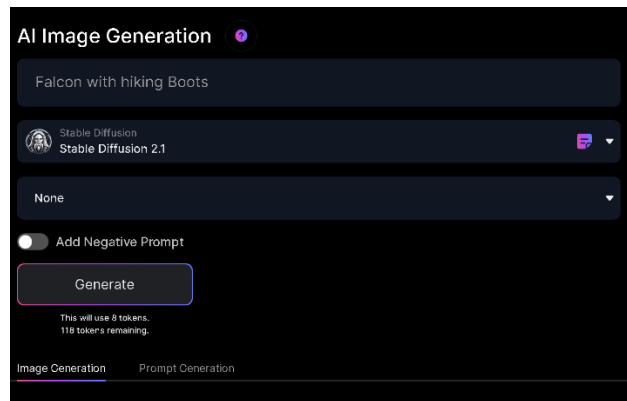 AI Image Generation ?
Falcon with hiking Boots
Stable Diffusion
Stable Diffusion 2.1
None
Add Negative Prompt
Generate
This will use 8 tokens.
118 tokens remaining.
Image Generation Prompt Generation